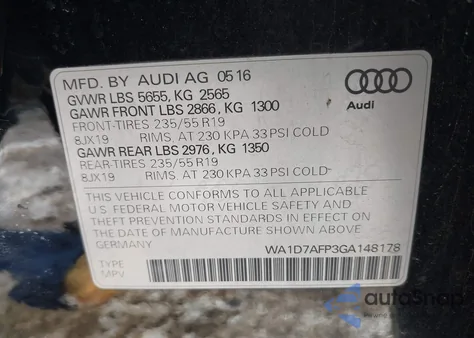 MFD. BY AUDI AG 05 16
GVWR LBS 5655, KG 2565
GAWR FRONT LBS 2866, KG 1300
FRONT-TIRES 235/55 R19
8JX19 RIMS. AT 230 KPA 33 PSI COLD
GAWR REAR LBS 2976, KG 1350
REAR-TIRES 235/55 R19
8JX19 RIMS. AT 230 KPA 33 PSI COLD
Audi
THIS VEHICLE CONFORMS TO ALL APPLICABLE
U.S. FEDERAL MOTOR VEHICLE SAFETY AND
THEFT PREVENTION STANDARDS IN EFFECT ON
THE DATE OF MANUFACTURE SHOWN ABOVE.
GERMANY WA1D7AFP3GA148178
TYPE
MPV
autoSnap